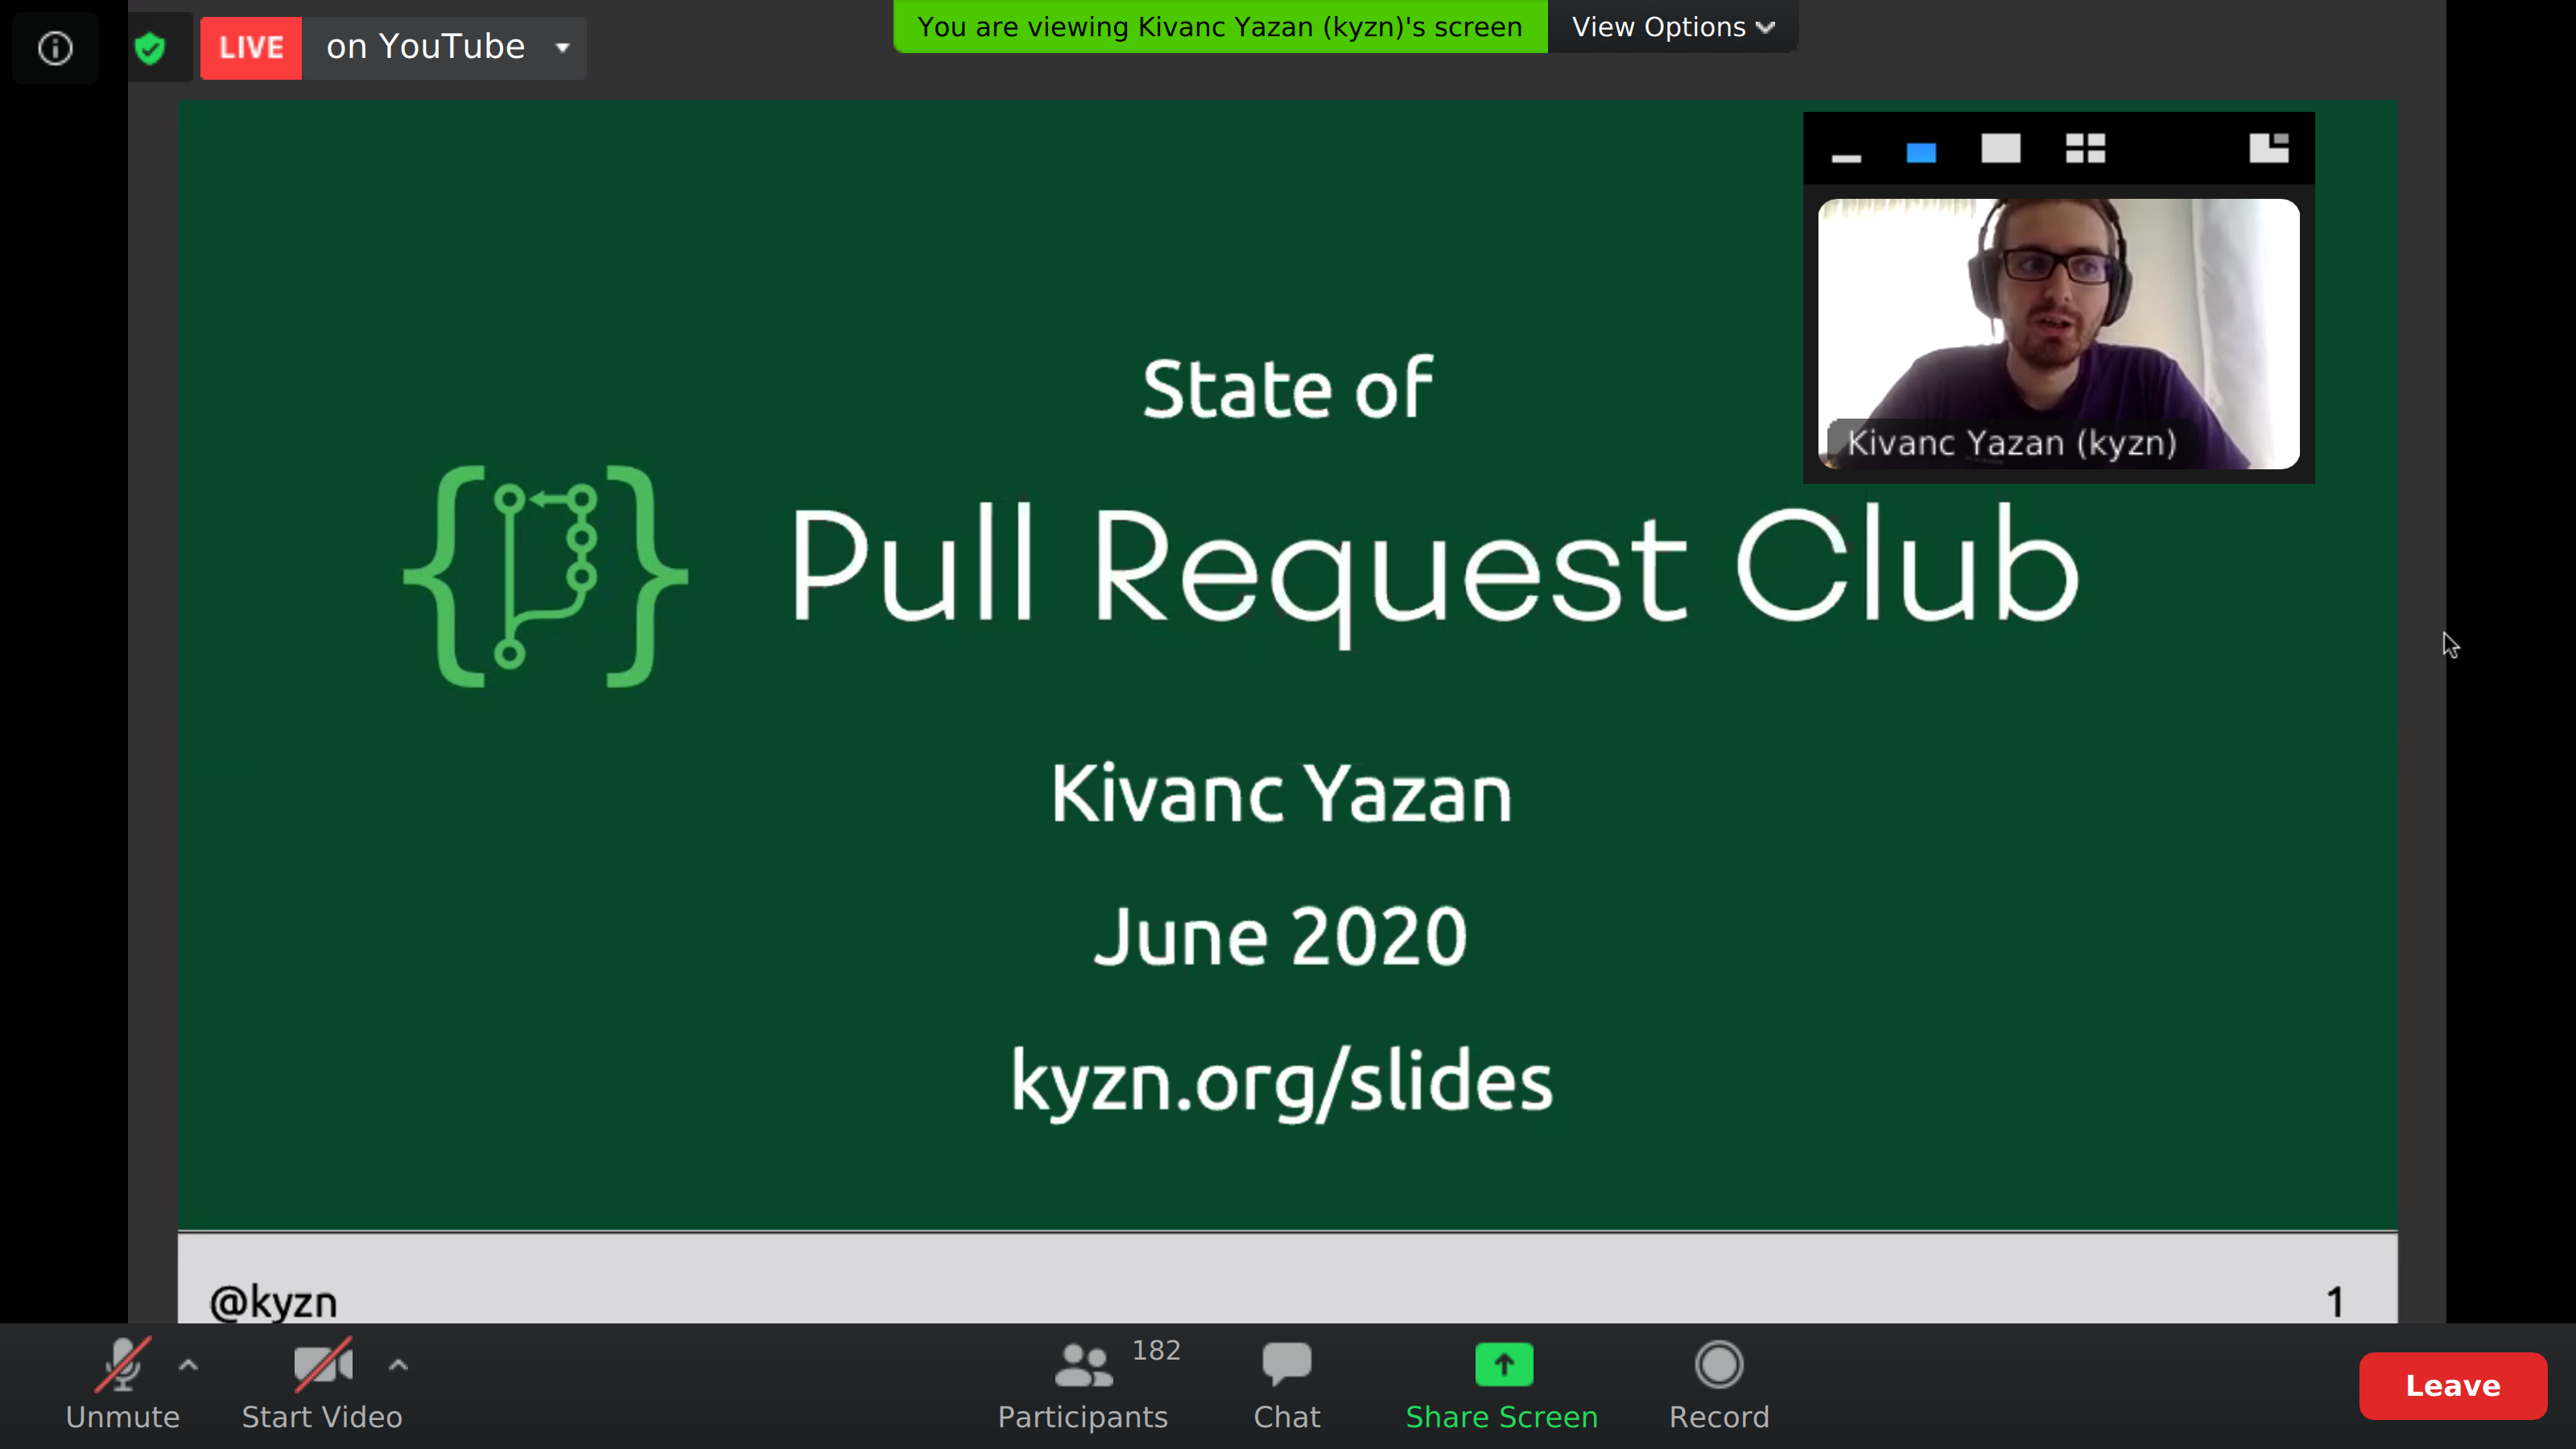 LIVE on YouTube
You are viewing Kivanc Yazan (kyzn)'s screen View Options
State of
Pull Request Club
Kivanc Yazan (kyzn)
Kivanc Yazan
June 2020
kyzn.org/slides
@kyzn 1
Unmute Start Video Participants 182 Chat Share Screen Record Leave